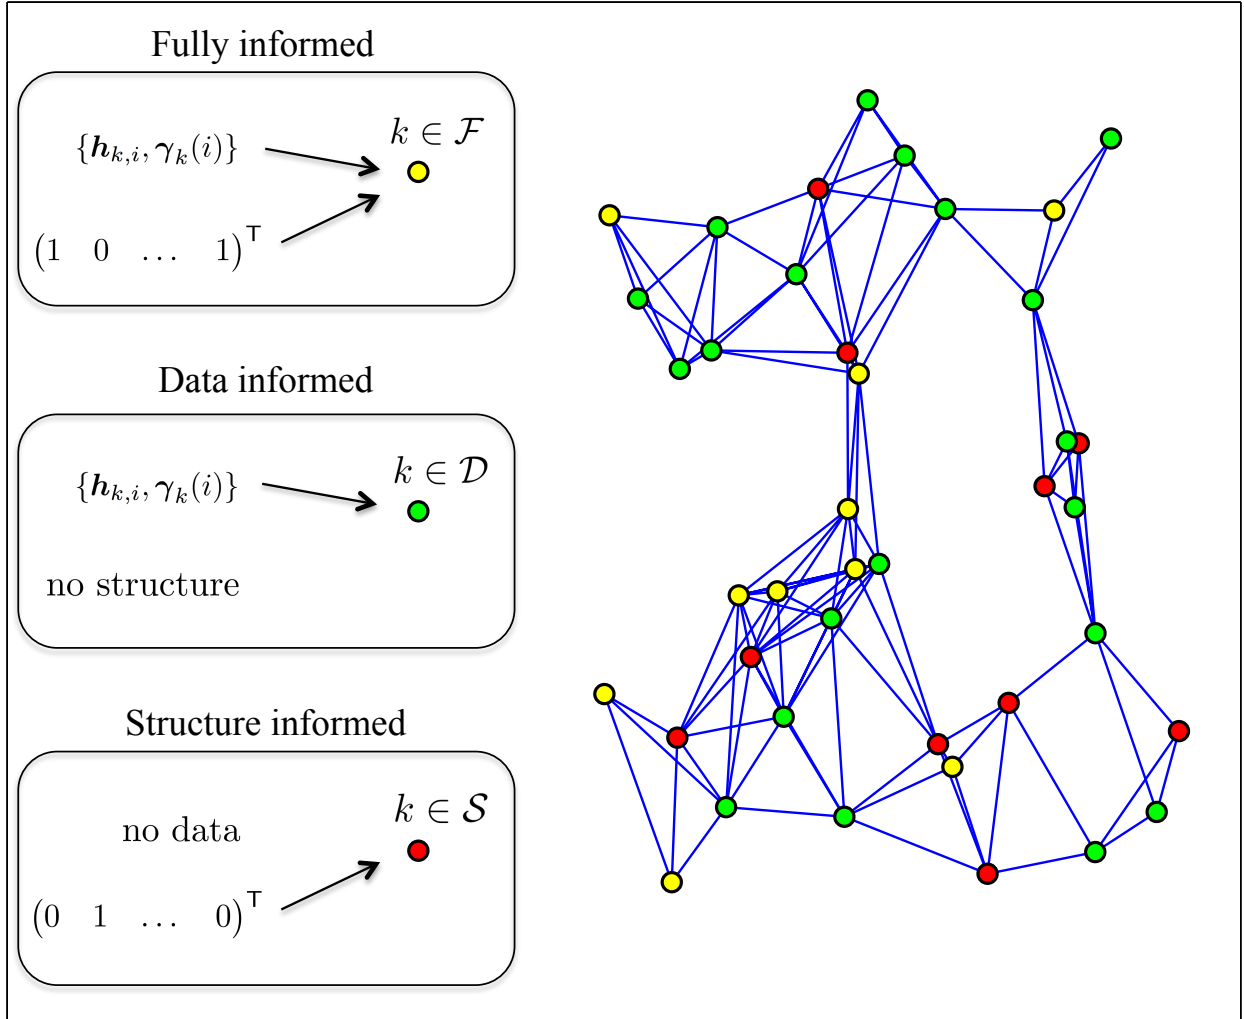 Fully informed
{h_{k,i}, γ_k(i)}
k ∈ ℱ
(1 0 … 1)^T
Data informed
{h_{k,i}, γ_k(i)}
k ∈ 𝒟
no structure
Structure informed
no data
k ∈ 𝒮
(0 1 … 0)^T